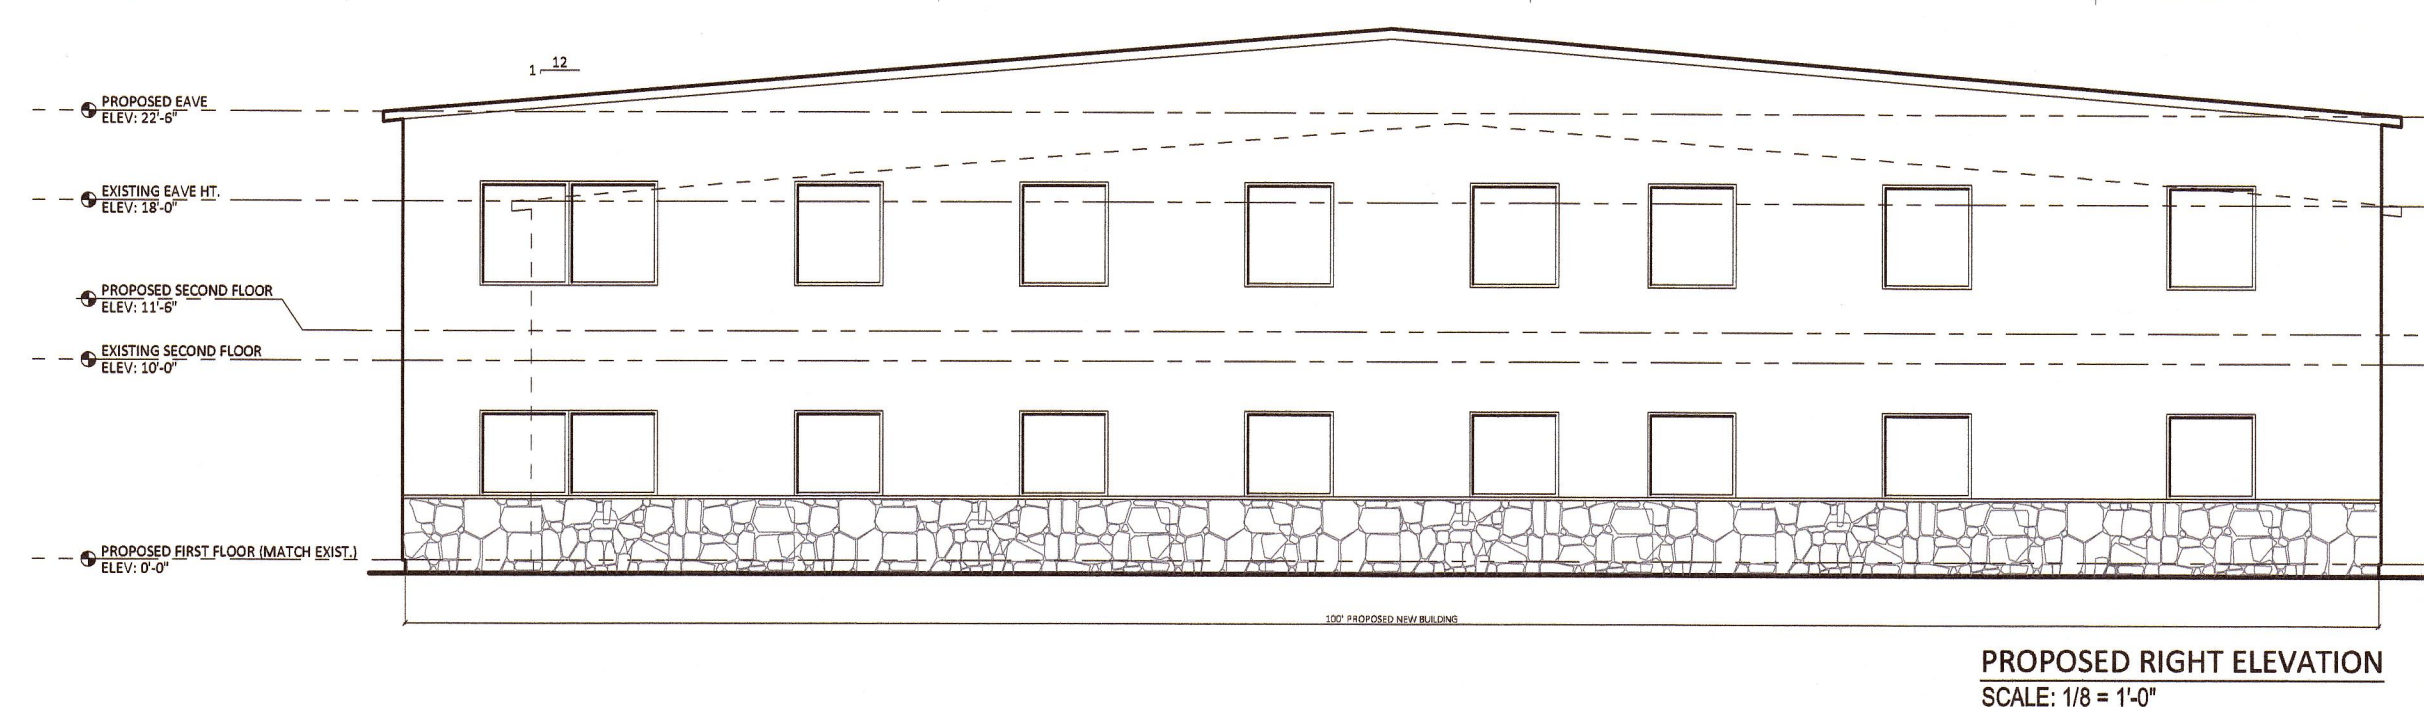 1 12
PROPOSED EAVE
ELEV: 22'-6"
EXISTING EAVE HT.
ELEV: 18'-0"
PROPOSED SECOND FLOOR
ELEV: 11'-6"
EXISTING SECOND FLOOR
ELEV: 10'-0"
PROPOSED FIRST FLOOR (MATCH EXIST.)
ELEV: 0'-0"
100' PROPOSED NEW BUILDING
PROPOSED RIGHT ELEVATION
SCALE: 1/8 = 1'-0"